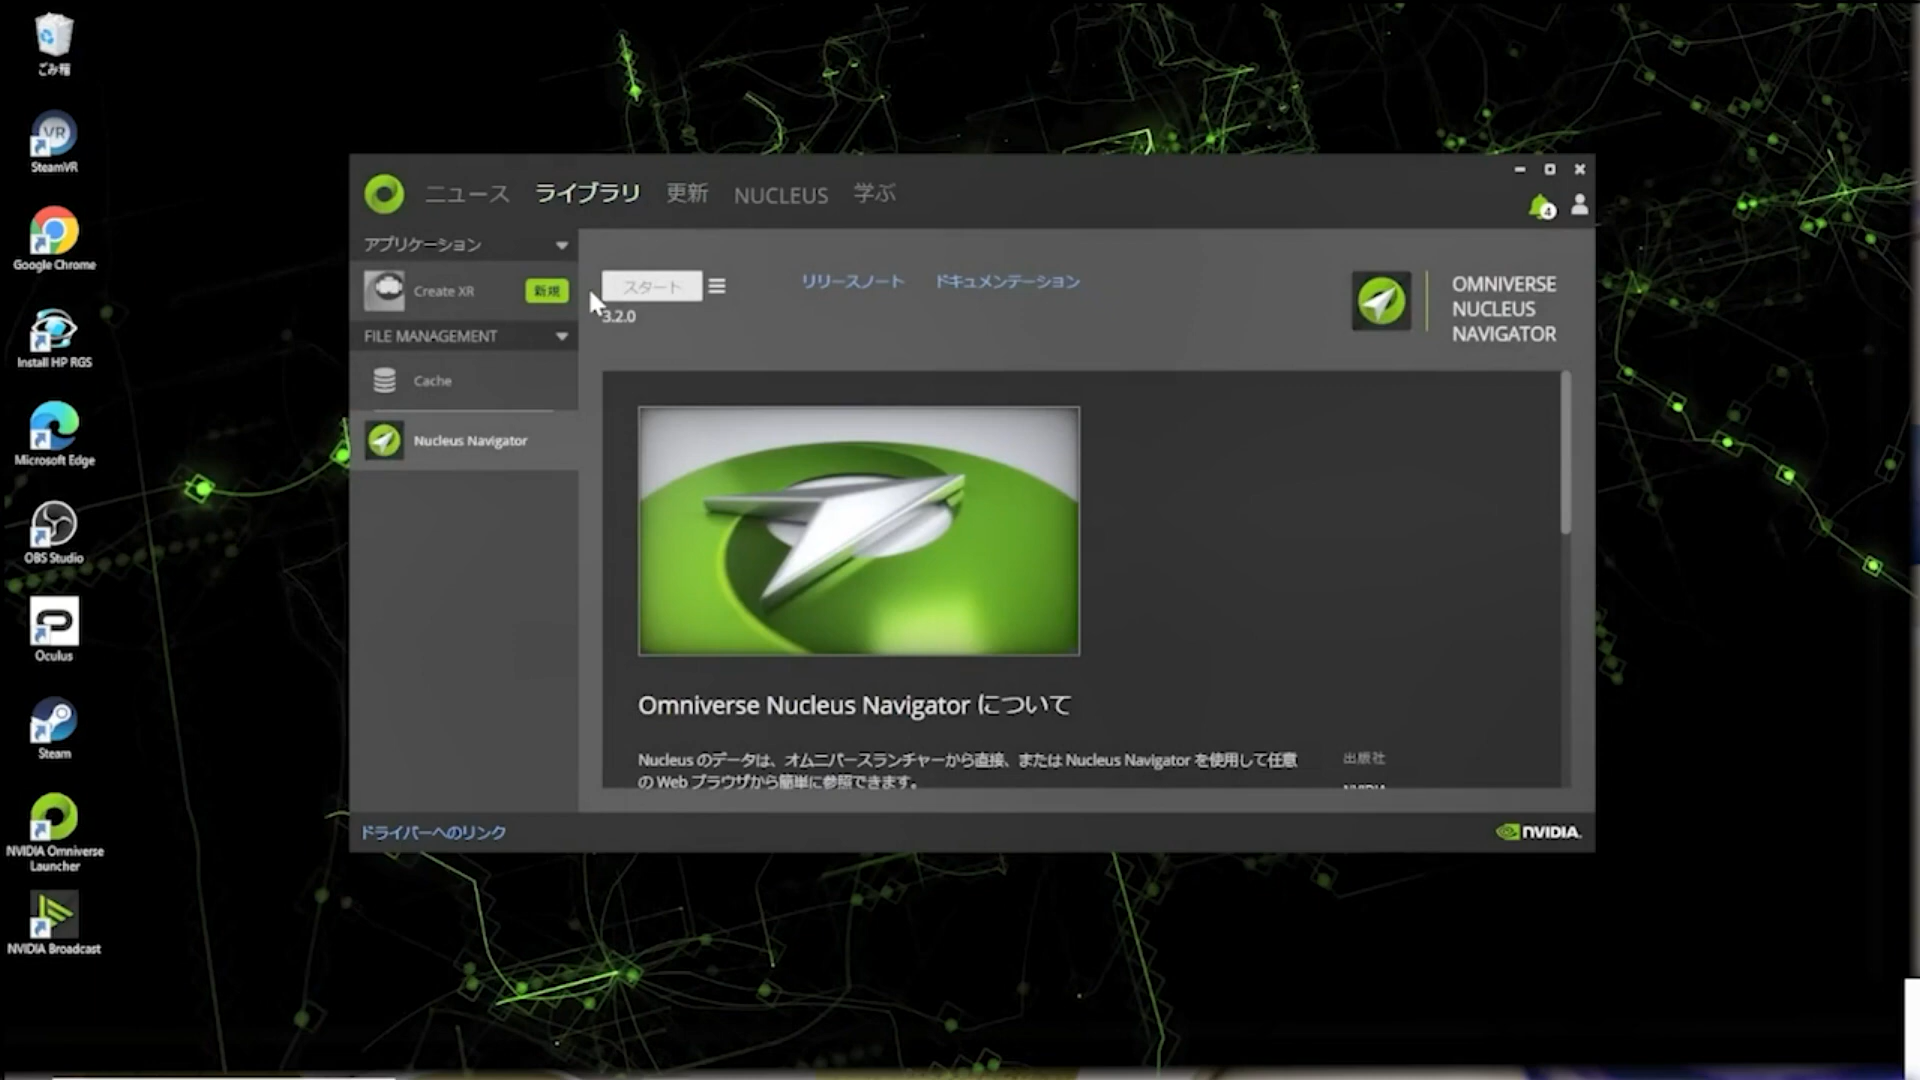 ごみ箱
SteamVR
Google Chrome
Install HP RGS
Microsoft Edge
OBS Studio
Oculus
Steam
NVIDIA Omniverse
Launcher
NVIDIA Broadcast
ニュース ライブラリ 更新 NUCLEUS 学ぶ
4
アプリケーション
Create XR 新規
FILE MANAGEMENT
Cache
Nucleus Navigator
スタート
3.2.0
リリースノート ドキュメンテーション
OMNIVERSE
NUCLEUS
NAVIGATOR
Omniverse Nucleus Navigator について
Nucleus のデータは、オムニバースランチャーから直接、または Nucleus Navigator を使用して任意
の Web ブラウザから簡単に参照できます。
出版社
NVIDIA
ドライバーへのリンク
NVIDIA.